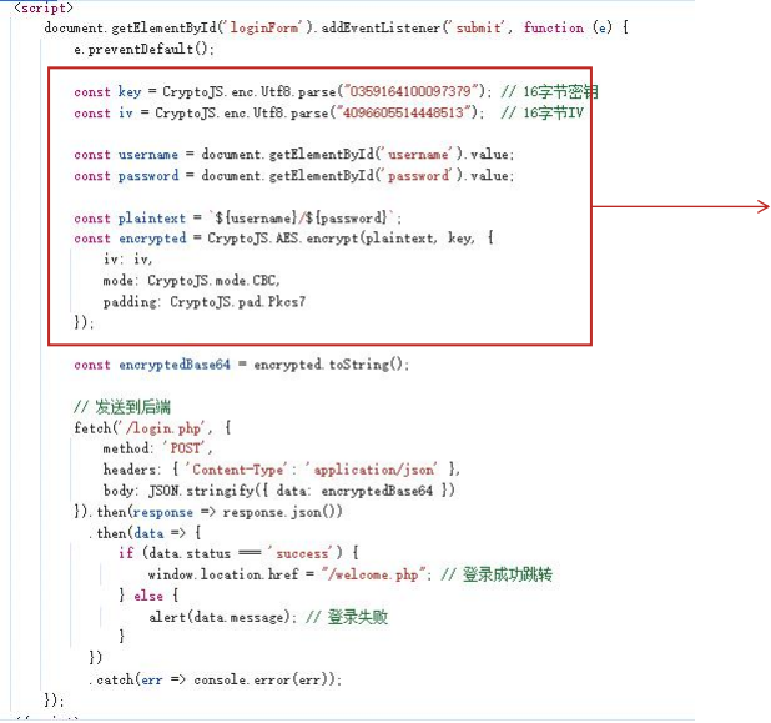 <script>
document.getElementById('loginForm').addEventListener('submit', function (e) {
e.preventDefault();
const key = CryptoJS.enc.Utf8.parse("0359164100097379"); // 16字节密钥
const iv = CryptoJS.enc.Utf8.parse("4096605514448513"); // 16字节IV
const username = document.getElementById('username').value;
const password = document.getElementById('password').value;
const plaintext = `${username}/${password}`;
const encrypted = CryptoJS.AES.encrypt(plaintext, key, {
iv: iv,
mode: CryptoJS.mode.CBC,
padding: CryptoJS.pad.Pkcs7
});
const encryptedBase64 = encrypted.toString();
// 发送到后端
fetch('/login.php', {
method: 'POST',
headers: { 'Content-Type': 'application/json' },
body: JSON.stringify({ data: encryptedBase64 })
}).then(response => response.json())
.then(data => {
if (data.status === 'success') {
window.location.href = "/welcome.php"; // 登录成功跳转
} else {
alert(data.message); // 登录失败
}
})
.catch(err => console.error(err));
});